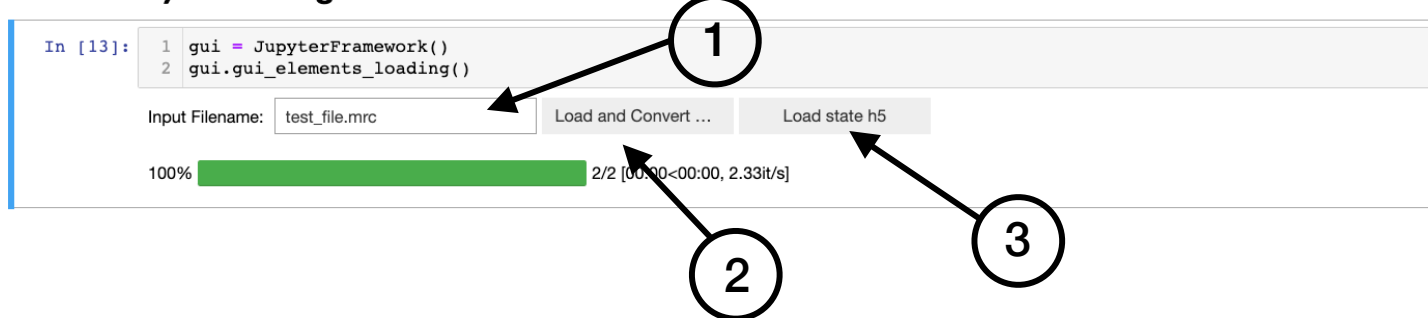 1
In [13]:
1 gui = JupyterFramework()
2 gui.gui_elements_loading()
Input Filename: test_file.mrc Load and Convert ... Load state h5
100% 2/2 [00:00<00:00, 2.33it/s]
2
3